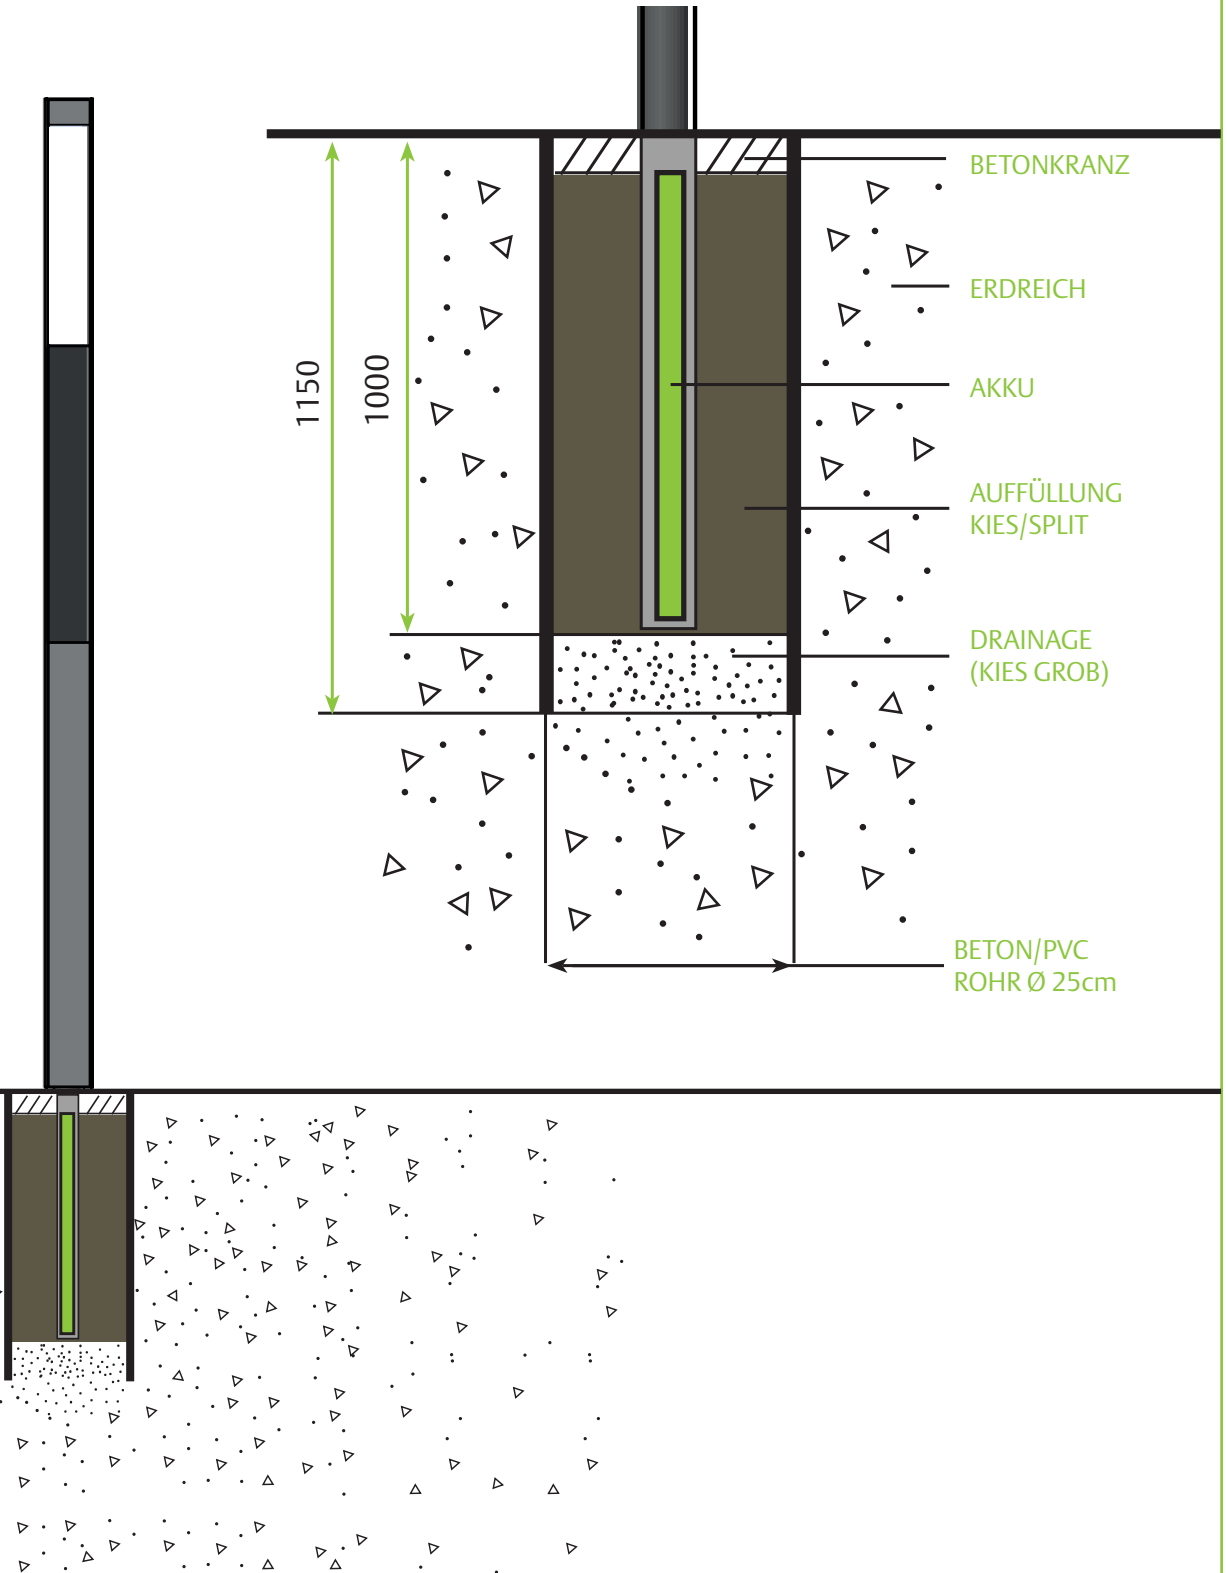 BETONKRANZ
ERDREICH
AKKU
AUFFÜLLUNG
KIES/SPLIT
DRAINAGE
(KIES GROB)
BETON/PVC
ROHR Ø 25cm
1150
1000